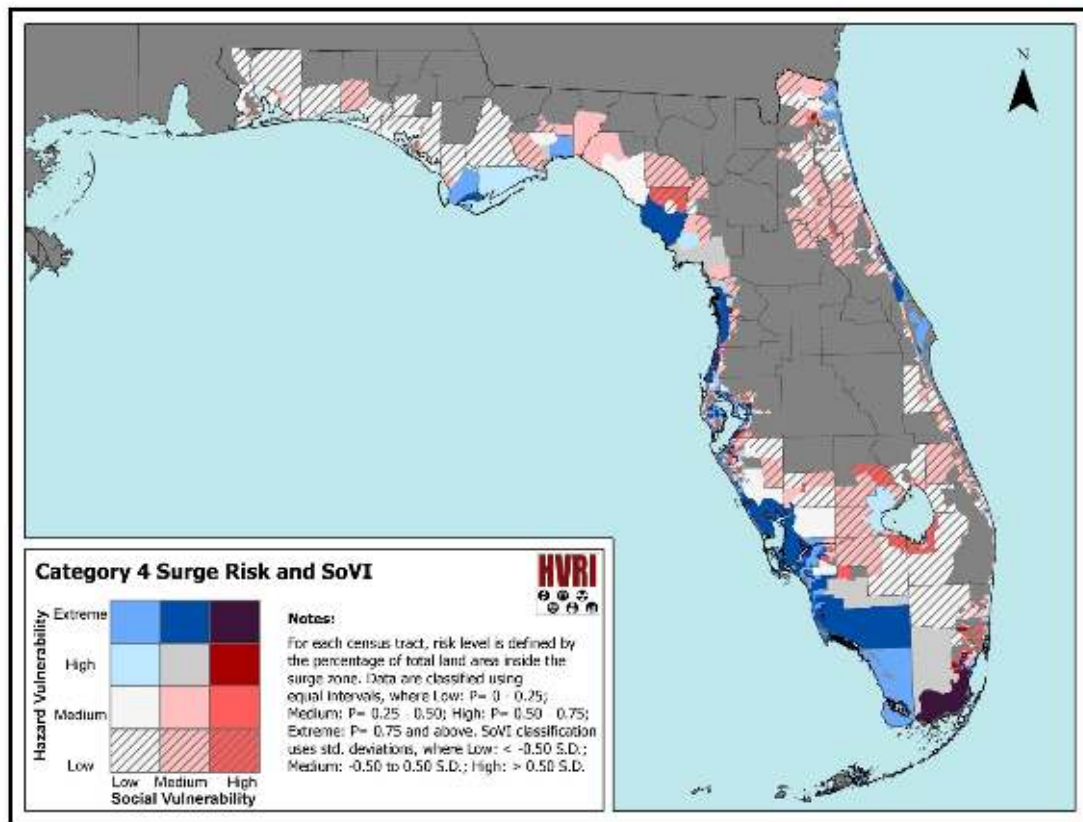 N
Category 4 Surge Risk and SoVI
HVRI
Hazard Vulnerability
Extreme
High
Medium
Low
Low Medium High
Social Vulnerability
Notes:
For each census tract, risk level is defined by
the percentage of total land area inside the
surge zone. Data are classified using
equal intervals, where Low: P= 0 - 0.25;
Medium: P= 0.25 - 0.50; High: P= 0.50 - 0.75;
Extreme: P= 0.75 and above. SoVI classification
uses std. deviations, where Low: < -0.50 S.D.;
Medium: -0.50 to 0.50 S.D.; High: > 0.50 S.D.